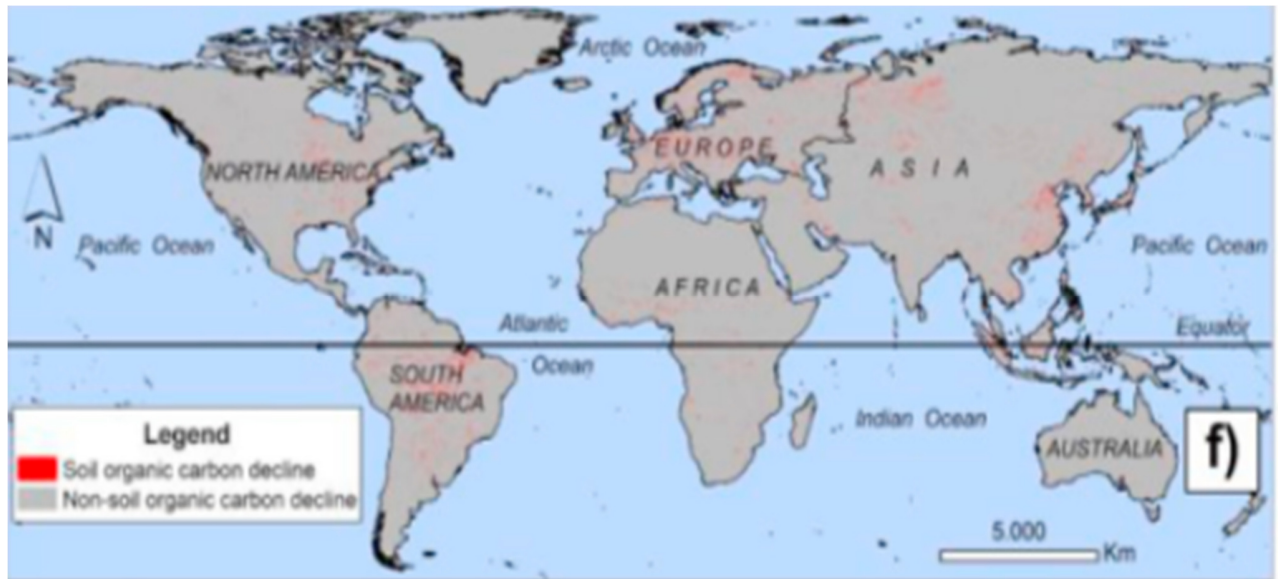 Arctic Ocean
EUROPE
NORTH AMERICA
ASIA
N
Pacific Ocean
Pacific Ocean
AFRICA
Atlantic
Equator
Ocean
SOUTH
AMERICA
Indian Ocean
Legend
AUSTRALIA
f)
Soil organic carbon decline
Non-soil organic carbon decline
5.000
Km